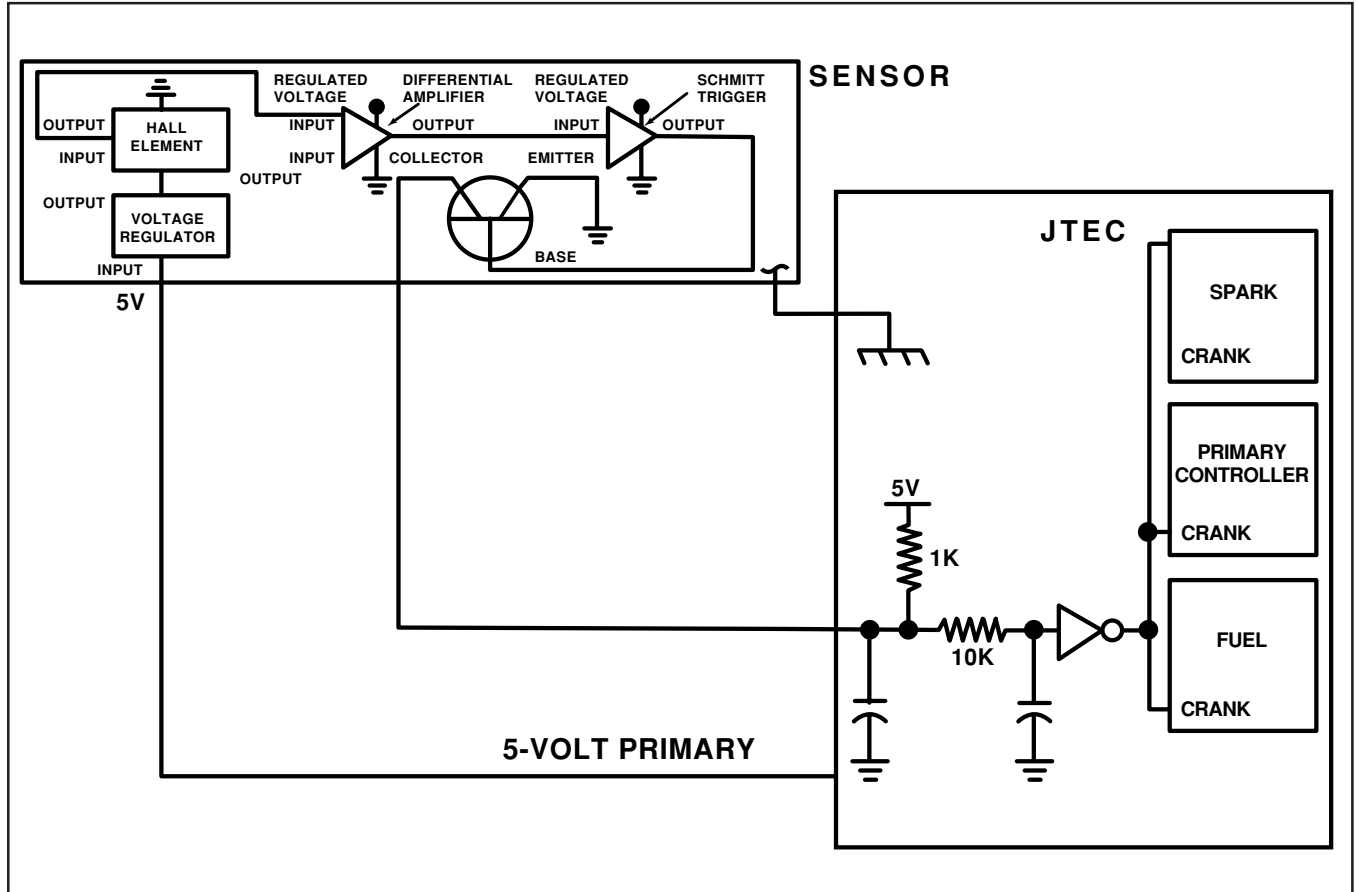 SENSOR
REGULATED
VOLTAGE
DIFFERENTIAL
AMPLIFIER
REGULATED
VOLTAGE
SCHMITT
TRIGGER
OUTPUT
HALL
ELEMENT
INPUT
OUTPUT
INPUT
OUTPUT
INPUT
INPUT
COLLECTOR
EMITTER
OUTPUT
OUTPUT
VOLTAGE
REGULATOR
BASE
INPUT
5V
JTEC
SPARK
CRANK
PRIMARY
CONTROLLER
CRANK
5V
1K
10K
FUEL
CRANK
5-VOLT PRIMARY